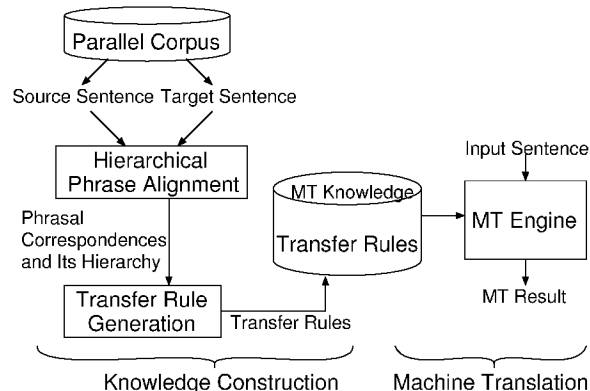 Parallel Corpus
Source Sentence Target Sentence
Hierarchical
Phrase Alignment
Phrasal
Correspondences
and Its Hierarchy
Transfer Rule
Generation
Transfer Rules
MT Knowledge
Transfer Rules
Input Sentence
MT Engine
MT Result
Knowledge Construction
Machine Translation